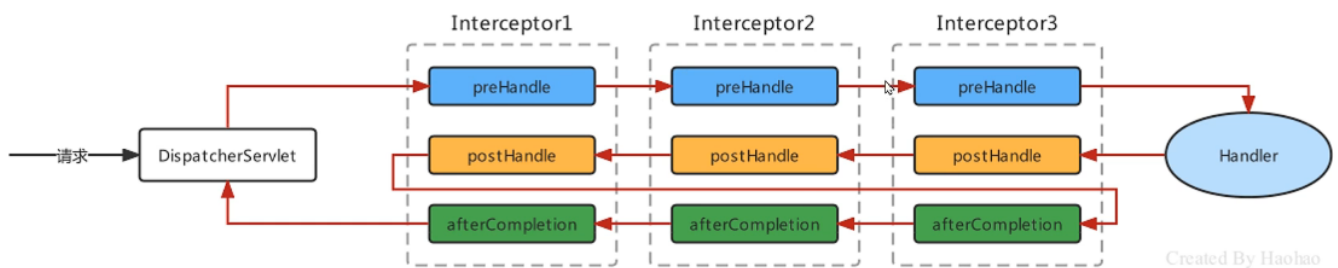 Interceptor1 Interceptor2 Interceptor3
preHandle preHandle preHandle
请求 DispatcherServlet postHandle postHandle postHandle Handler
afterCompletion afterCompletion afterCompletion
Created By Haohao